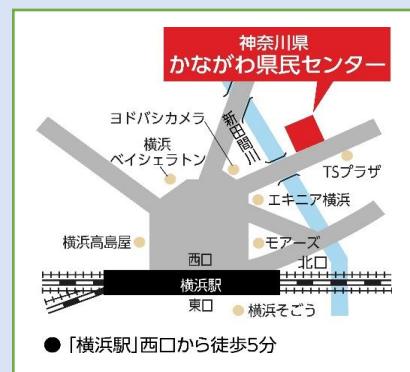 神奈川県
かながわ県民センター
ヨドバシカメラ
新田間川
横浜
ベイシェラトン
TSプラザ
エキニア横浜
横浜高島屋
モアーズ
西口
北口
横浜駅
東口
横浜そごう
● 「横浜駅」西口から徒歩5分